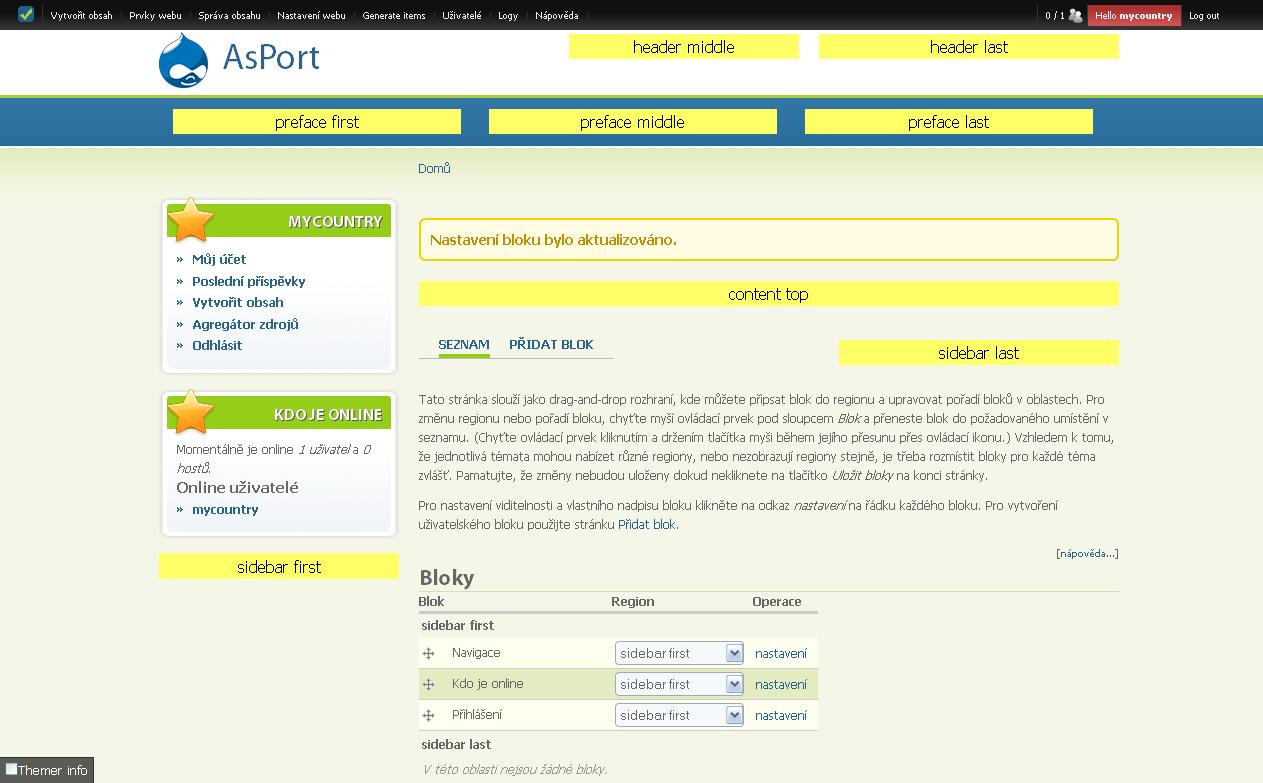 Vytvořit obsah Prvky webu Správa obsahu Nastavení webu Generate items Uživatelé Logy Nápověda 0 / 1 Hello mycountry Log out
AsPort
header middle header last
preface first preface middle preface last
Domů
MYCOUNTRY
» Můj účet
» Poslední příspěvky
» Vytvořit obsah
» Agregátor zdrojů
» Odhlásit
KDO JE ONLINE
Momentálně je online 1 uživatel a 0
hostů.
Online uživatelé
» mycountry
sidebar first
Nastavení bloku bylo aktualizováno.
content top
SEZNAM PŘIDAT BLOK
sidebar last
Tato stránka slouží jako drag-and-drop rozhraní, kde můžete připsat blok do regionu a upravovat pořadí bloků v oblastech. Pro
změnu regionu nebo pořadí bloku, chyťte myší ovládací prvek pod sloupcem Blok a přeneste blok do požadovaného umístění v
seznamu. (Chyťte ovládací prvek kliknutím a držením tlačítka myši během jejího přesunu přes ovládací ikonu.) Vzhledem k tomu,
že jednotlivá témata mohou nabízet různé regiony, nebo nezobrazují regiony stejně, je třeba rozmístit bloky pro každé téma
zvlášť. Pamatujte, že změny nebudou uloženy dokud nekliknete na tlačítko Uložit bloky na konci stránky.
Pro nastavení viditelnosti a vlastního nadpisu bloku klikněte na odkaz nastavení na řádku každého bloku. Pro vytvoření
uživatelského bloku použijte stránku Přidat blok.
[nápověda...]
Bloky
Blok Region Operace
sidebar first
Navigace sidebar first nastavení
Kdo je online sidebar first nastavení
Přihlášení sidebar first nastavení
sidebar last
V této oblasti nejsou žádné bloky.
Themer info